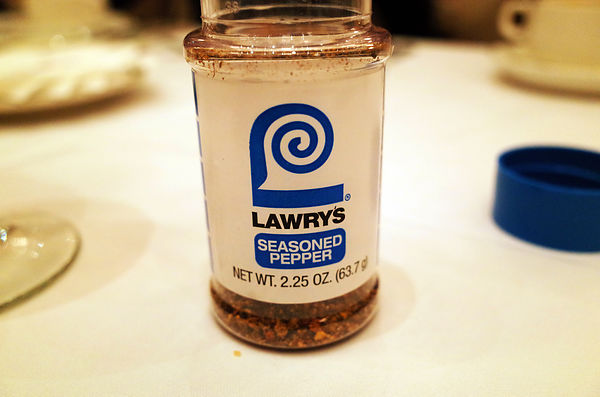 ®
LAWRY'S
SEASONED
PEPPER
NET WT. 2.25 OZ. (63.7 g)